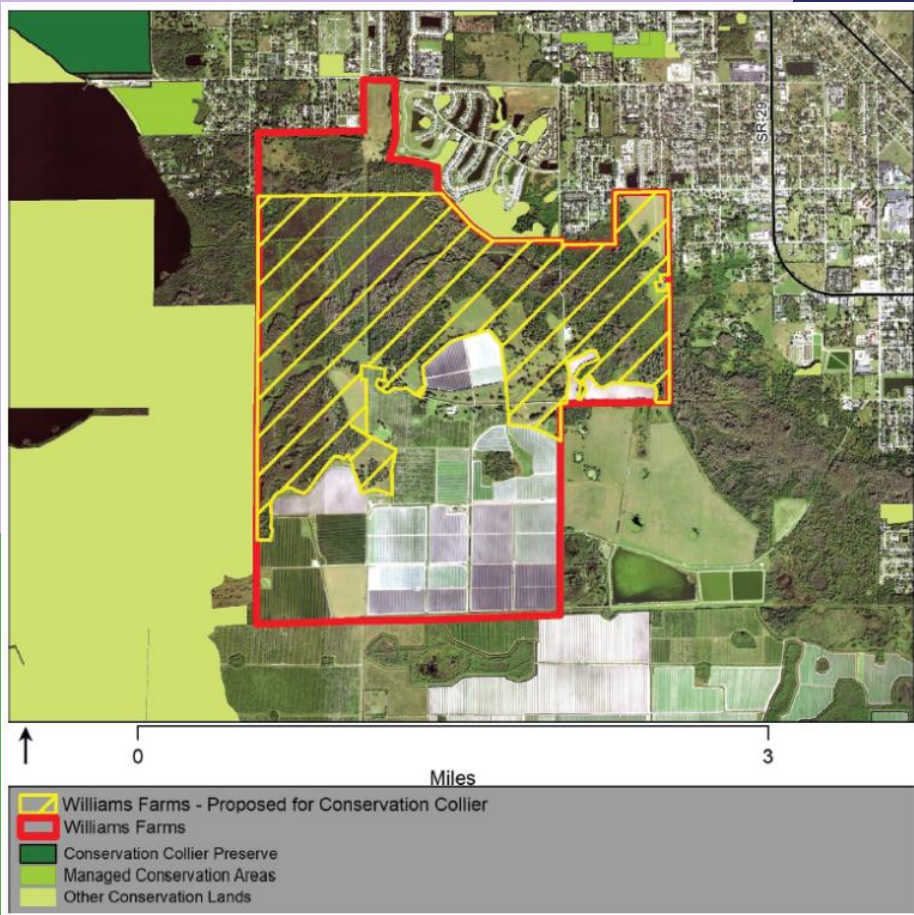 SR-29
0
3
Miles
Williams Farms - Proposed for Conservation Collier
Williams Farms
Conservation Collier Preserve
Managed Conservation Areas
Other Conservation Lands